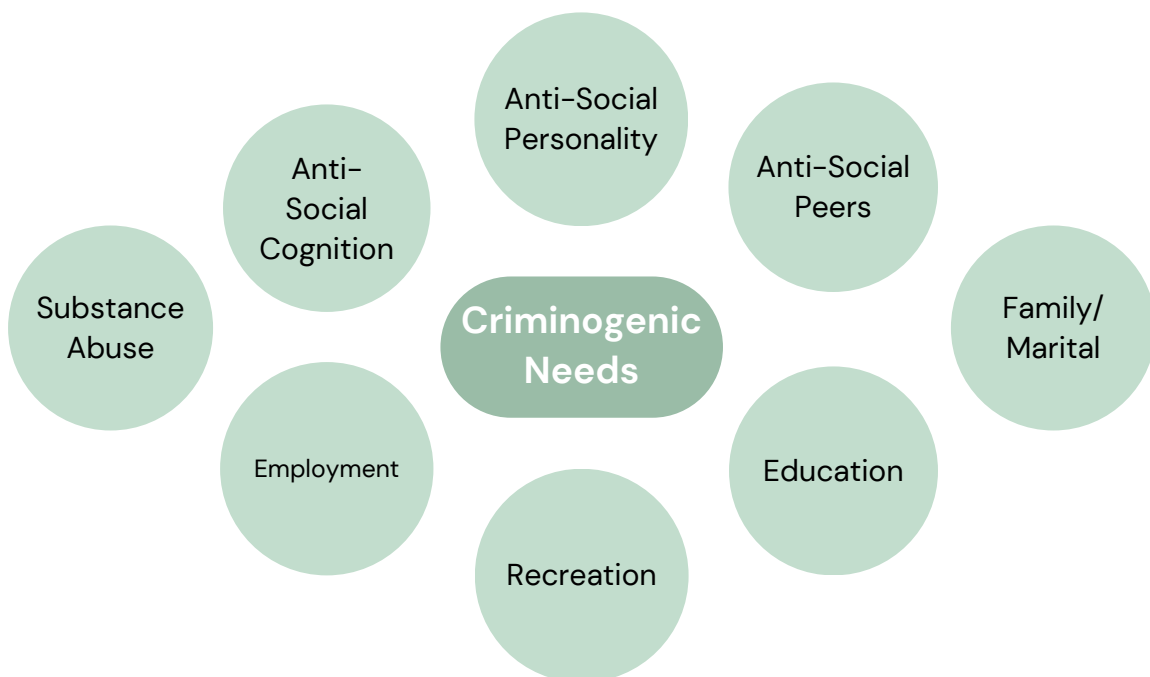 Anti-Social
Personality
Anti-
Social
Cognition
Anti-Social
Peers
Substance
Abuse
Criminogenic
Needs
Family/
Marital
Employment
Education
Recreation